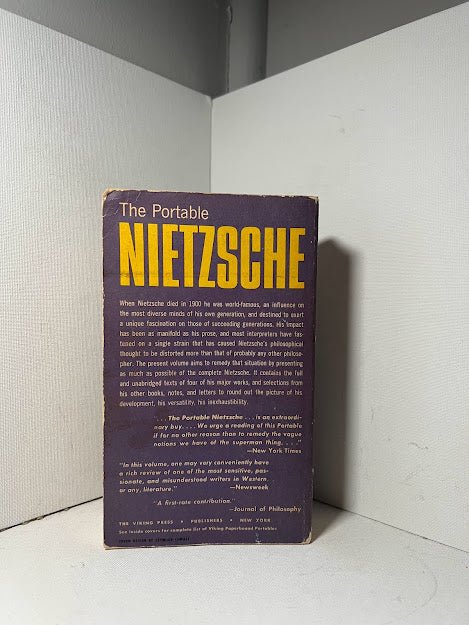 The Portable
NIETZSCHE
When Nietzsche died in 1900 he was world-famous, an influence on
the most diverse minds of his own generation, and destined to exert
a unique fascination on those of succeeding generations. His impact
has been as manifold as his prose, and most interpreters have fas-
tened on a single strain that has caused Nietzsche's philosophical
thought to be distorted more than that of probably any other philoso-
pher. The present volume aims to remedy that situation by presenting
as much as possible of the complete Nietzsche. It contains the full
and unabridged texts of four of his major works, and selections from
his other books, notes, and letters to round out the picture of his
development, his versatility, his inexhaustibility.
". . . The Portable Nietzsche . . . is an extraordi-
nary buy. . . . We urge a reading of this Portable
if for no other reason than to remedy the vague
notions we have of the superman thing. . . ."
—New York Times
"In this volume, one may very conveniently have
a rich review of one of the most sensitive, pas-
sionate, and misunderstood writers in Western,
or any, literature."
—Newsweek
"A first-rate contribution."
—Journal of Philosophy
THE VIKING PRESS • PUBLISHERS • NEW YORK
See inside covers for complete list of Viking Paperbound Portables
COVER DESIGN BY SEYMOUR CHWAST